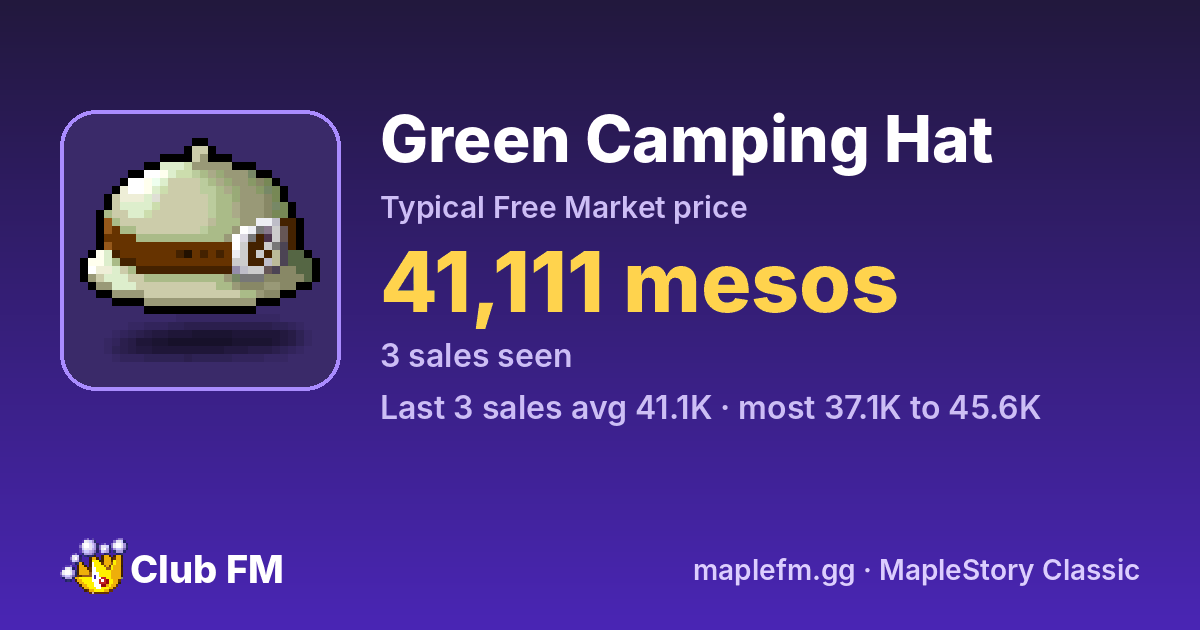 Green Camping Hat
Typical Free Market price
41,111 mesos
3 sales seen
Last 3 sales avg 41.1K · most 37.1K to 45.6K
Club FM
maplefm.gg · MapleStory Classic